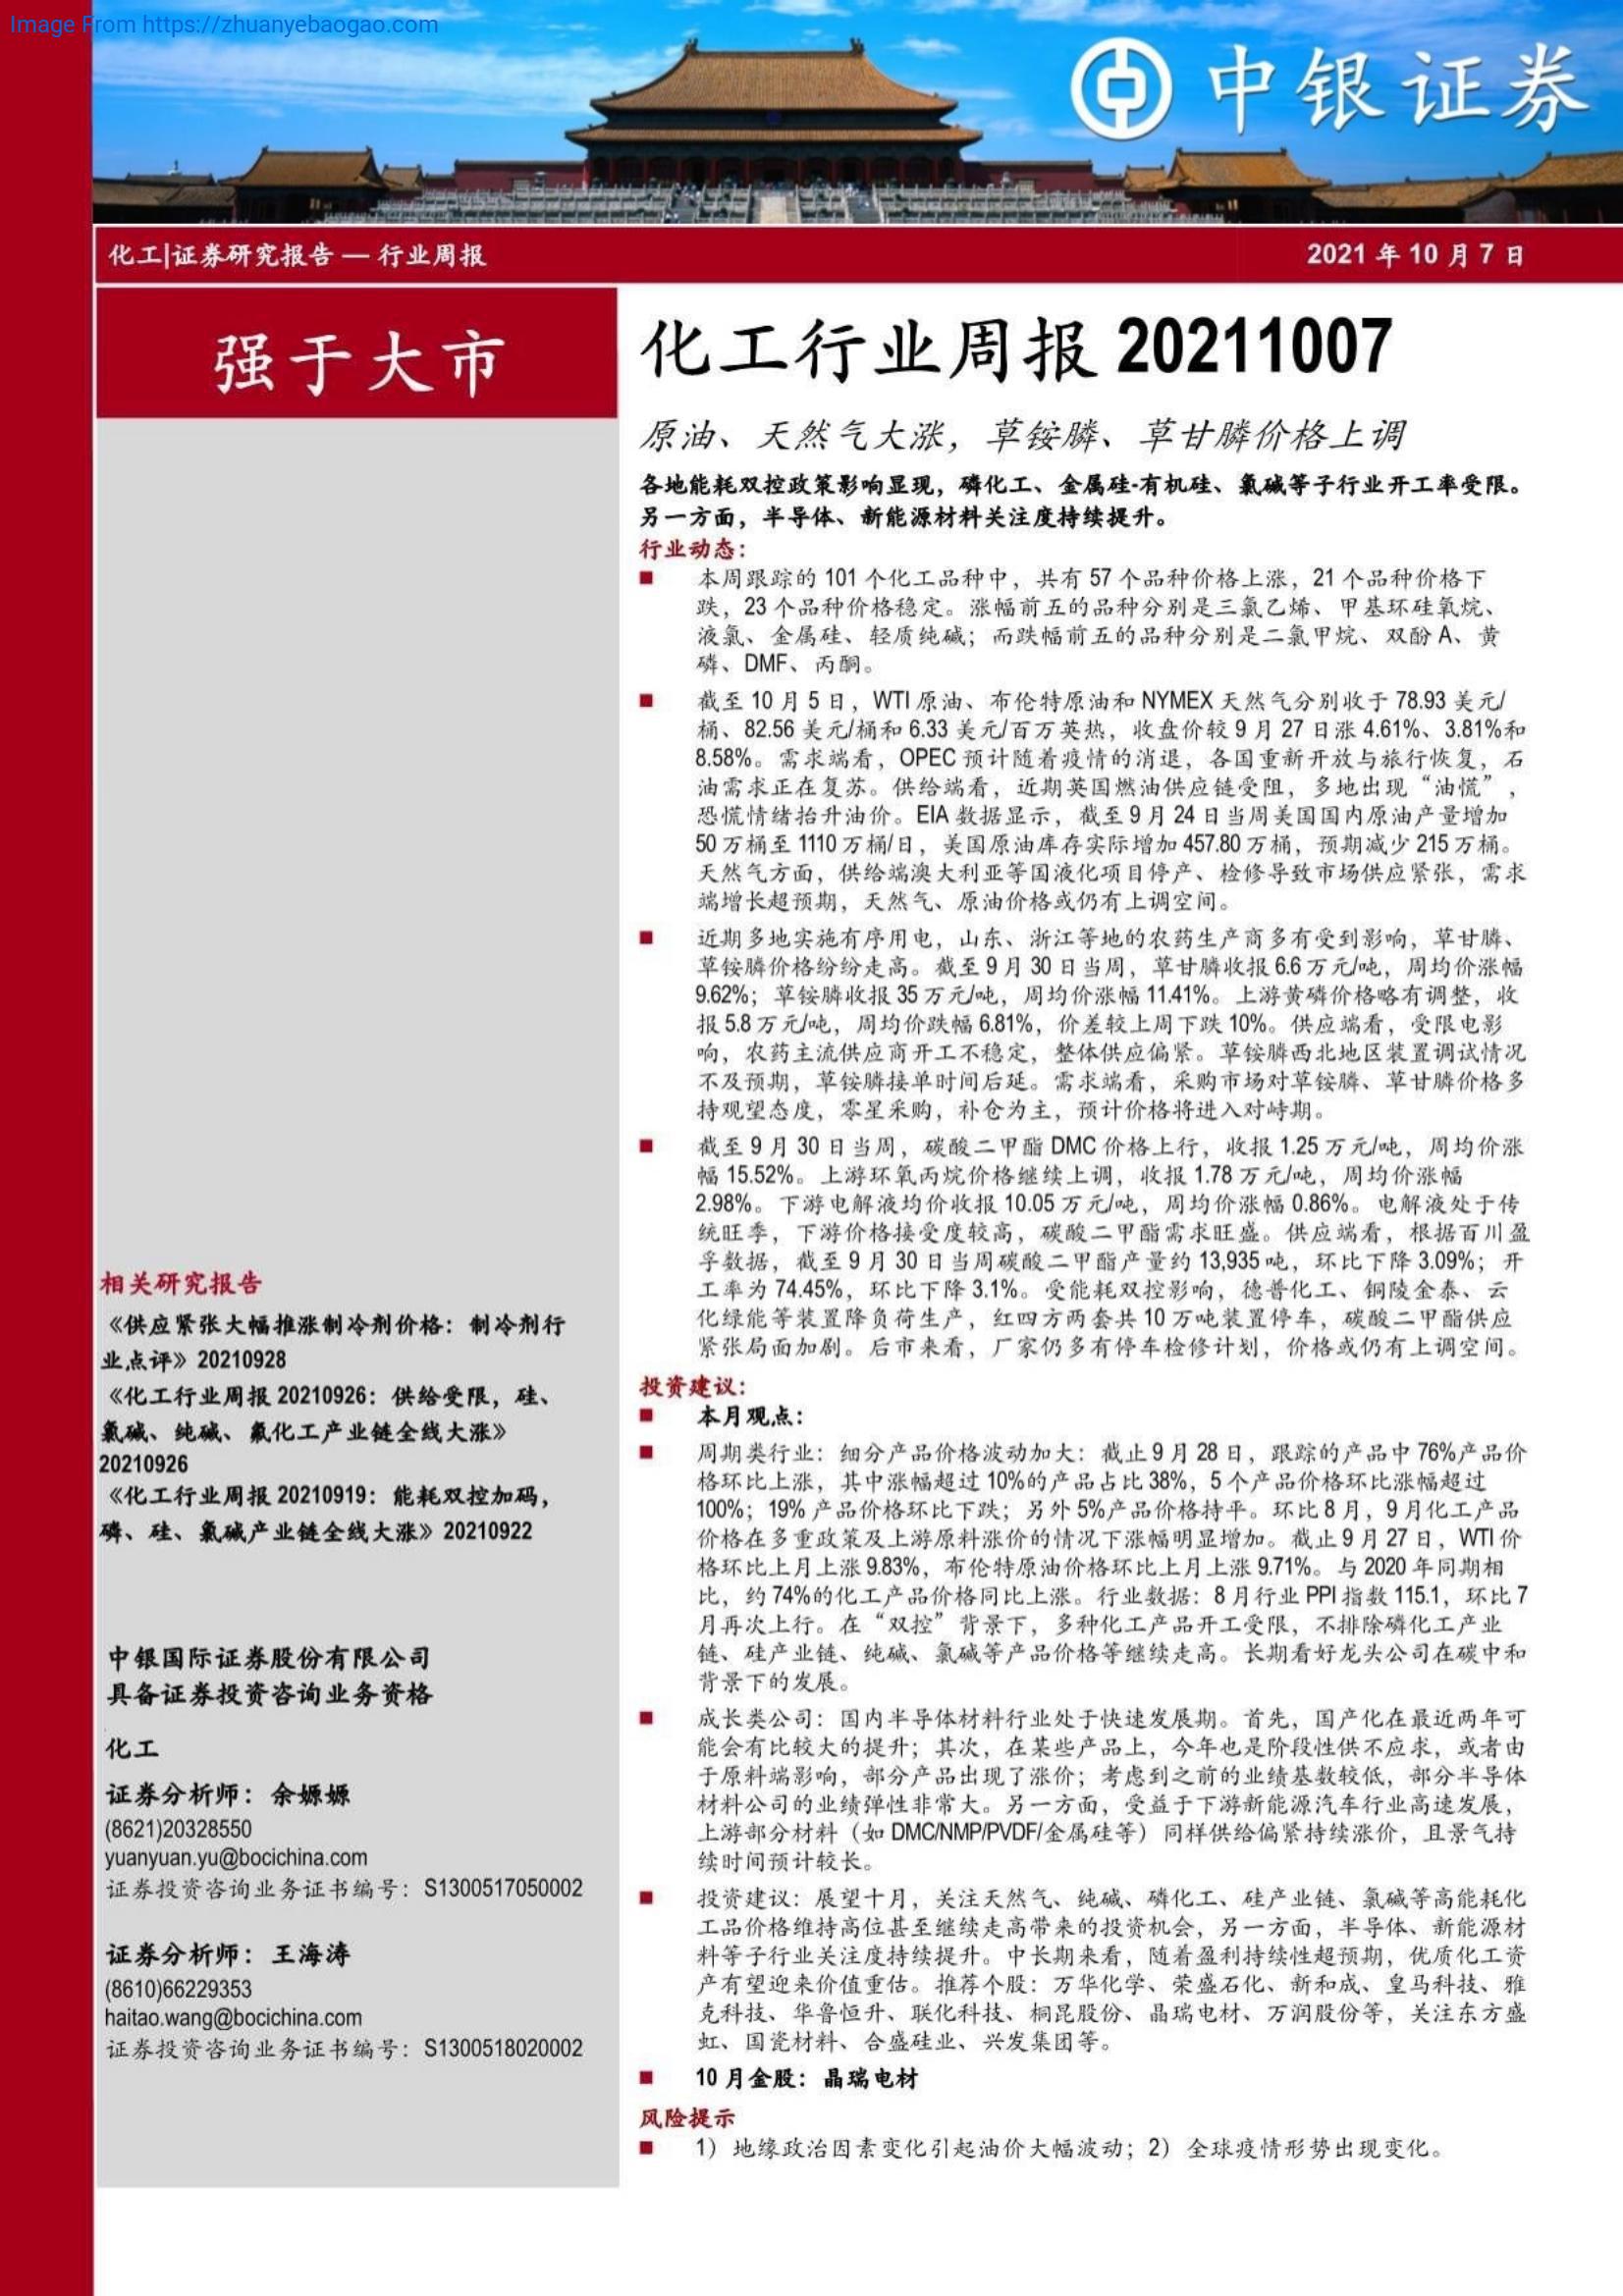 Image From https://zhuanyebaogao.com
中银证券
化工|证券研究报告 — 行业周报
2021 年 10 月 7 日
强于大市
相关研究报告
《供应紧张大幅推涨制冷剂价格：制冷剂行
业点评》20210928
《化工行业周报 20210926：供给受限，硅、
氯碱、纯碱、氟化工产业链全线大涨》
20210926
《化工行业周报 20210919：能耗双控加码，
磷、硅、氯碱产业链全线大涨》20210922
中银国际证券股份有限公司
具备证券投资咨询业务资格
化工
证券分析师：余嫄嫄
(8621)20328550
yuanyuan.yu@bocichina.com
证券投资咨询业务证书编号：S1300517050002
证券分析师：王海涛
(8610)66229353
haitao.wang@bocichina.com
证券投资咨询业务证书编号：S1300518020002
化工行业周报 20211007
原油、天然气大涨，草铵膦、草甘膦价格上调
各地能耗双控政策影响显现，磷化工、金属硅-有机硅、氯碱等子行业开工率受限。
另一方面，半导体、新能源材料关注度持续提升。
行业动态：
■ 本周跟踪的 101 个化工品种中，共有 57 个品种价格上涨，21 个品种价格下
跌，23 个品种价格稳定。涨幅前五的品种分别是三氯乙烯、甲基环硅氧烷、
液氯、金属硅、轻质纯碱；而跌幅前五的品种分别是二氯甲烷、双酚 A、黄
磷、DMF、丙酮。
■ 截至 10 月 5 日，WTI 原油、布伦特原油和 NYMEX 天然气分别收于 78.93 美元/
桶、82.56 美元/桶和 6.33 美元/百万英热，收盘价较 9 月 27 日涨 4.61%、3.81%和
8.58%。需求端看，OPEC 预计随着疫情的消退，各国重新开放与旅行恢复，石
油需求正在复苏。供给端看，近期英国燃油供应链受阻，多地出现“油慌”，
恐慌情绪抬升油价。EIA 数据显示，截至 9 月 24 日当周美国国内原油产量增加
50 万桶至 1110 万桶/日，美国原油库存实际增加 457.80 万桶，预期减少 215 万桶。
天然气方面，供给端澳大利亚等国液化项目停产、检修导致市场供应紧张，需求
端增长超预期，天然气、原油价格或仍有上调空间。
■ 近期多地实施有序用电，山东、浙江等地的农药生产商多有受到影响，草甘膦、
草铵膦价格纷纷走高。截至 9 月 30 日当周，草甘膦收报 6.6 万元/吨，周均价涨幅
9.62%；草铵膦收报 35 万元/吨，周均价涨幅 11.41%。上游黄磷价格略有调整，收
报 5.8 万元/吨，周均价跌幅 6.81%，价差较上周下跌 10%。供应端看，受限电影
响，农药主流供应商开工不稳定，整体供应偏紧。草铵膦西北地区装置调试情况
不及预期，草铵膦接单时间后延。需求端看，采购市场对草铵膦、草甘膦价格多
持观望态度，零星采购，补仓为主，预计价格将进入对峙期。
■ 截至 9 月 30 日当周，碳酸二甲酯 DMC 价格上行，收报 1.25 万元/吨，周均价涨
幅 15.52%。上游环氧丙烷价格继续上调，收报 1.78 万元/吨，周均价涨幅
2.98%。下游电解液均价收报 10.05 万元/吨，周均价涨幅 0.86%。电解液处于传
统旺季，下游价格接受度较高，碳酸二甲酯需求旺盛。供应端看，根据百川盈
孚数据，截至 9 月 30 日当周碳酸二甲酯产量约 13,935 吨，环比下降 3.09%；开
工率为 74.45%，环比下降 3.1%。受能耗双控影响，德普化工、铜陵金泰、云
化绿能等装置降负荷生产，红四方两套共 10 万吨装置停车，碳酸二甲酯供应
紧张局面加剧。后市来看，厂家仍多有停车检修计划，价格或仍有上调空间。
投资建议：
■ 本月观点：
■ 周期类行业：细分产品价格波动加大：截止 9 月 28 日，跟踪的产品中 76%产品价
格环比上涨，其中涨幅超过 10%的产品占比 38%，5 个产品价格环比涨幅超过
100%；19% 产品价格环比下跌；另外 5%产品价格持平。环比 8 月，9 月化工产品
价格在多重政策及上游原料涨价的情况下涨幅明显增加。截止 9 月 27 日，WTI 价
格环比上月上涨 9.83%，布伦特原油价格环比上月上涨 9.71%。与 2020 年同期相
比，约 74%的化工产品价格同比上涨。行业数据：8 月行业 PPI 指数 115.1，环比 7
月再次上行。在“双控”背景下，多种化工产品开工受限，不排除磷化工产业
链、硅产业链、纯碱、氯碱等产品价格等继续走高。长期看好龙头公司在碳中和
背景下的发展。
■ 成长类公司：国内半导体材料行业处于快速发展期。首先，国产化在最近两年可
能会有比较大的提升；其次，在某些产品上，今年也是阶段性供不应求，或者由
于原料端影响，部分产品出现了涨价；考虑到之前的业绩基数较低，部分半导体
材料公司的业绩弹性非常大。另一方面，受益于下游新能源汽车行业高速发展，
上游部分材料（如 DMC/NMP/PVDF/金属硅等）同样供给偏紧持续涨价，且景气持
续时间预计较长。
■ 投资建议：展望十月，关注天然气、纯碱、磷化工、硅产业链、氯碱等高能耗化
工品价格维持高位甚至继续走高带来的投资机会，另一方面，半导体、新能源材
料等子行业关注度持续提升。中长期来看，随着盈利持续性超预期，优质化工资
产有望迎来价值重估。推荐个股：万华化学、荣盛石化、新和成、皇马科技、雅
克科技、华鲁恒升、联化科技、桐昆股份、晶瑞电材、万润股份等，关注东方盛
虹、国瓷材料、合盛硅业、兴发集团等。
■ 10 月金股：晶瑞电材
风险提示
■ 1）地缘政治因素变化引起油价大幅波动；2）全球疫情形势出现变化。